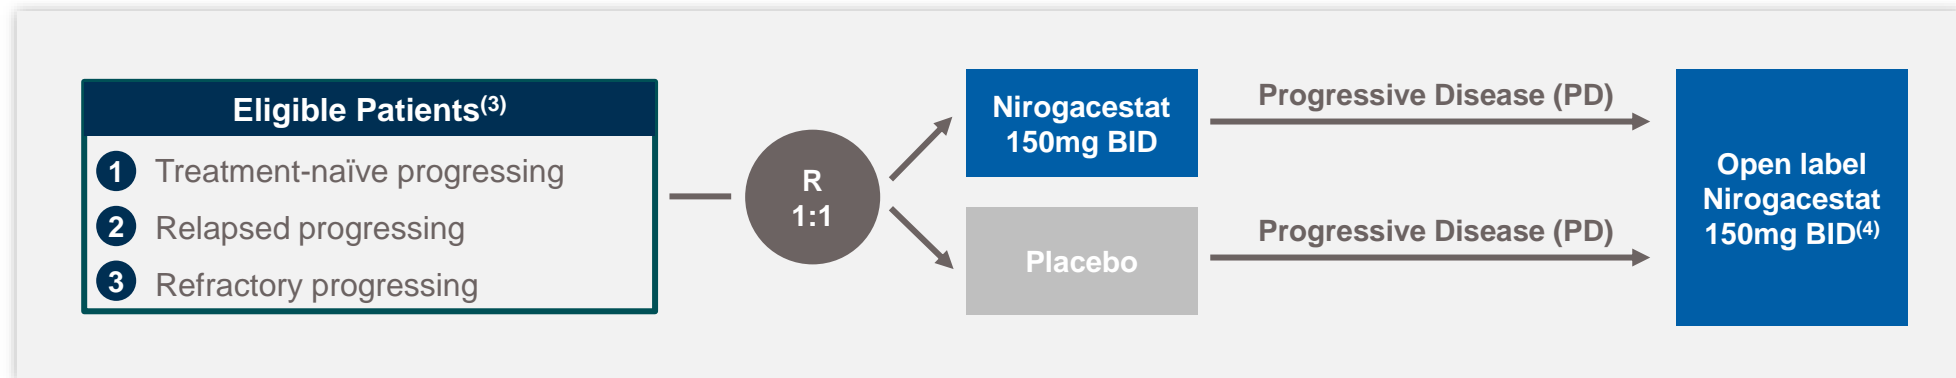 Eligible Patients(3)
1 Treatment-naïve progressing
2 Relapsed progressing
3 Refractory progressing
R
1:1
Nirogacestat
150mg BID
Placebo
Progressive Disease (PD)
Progressive Disease (PD)
Open label
Nirogacestat
150mg BID(4)